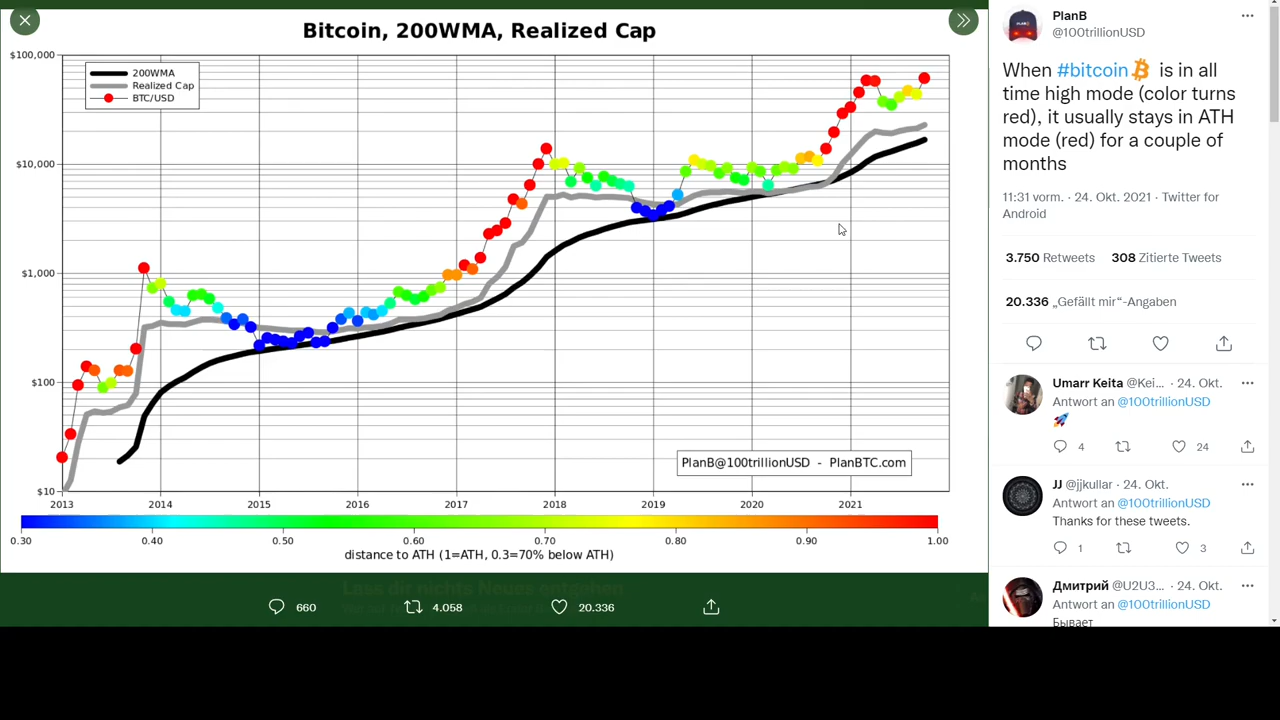 Bitcoin, 200WMA, Realized Cap
$100,000
$10,000
$1,000
$100
$10
200WMA
Realized Cap
BTC/USD
PlanB@100trillionUSD - PlanBTC.com
2013 2014 2015 2016 2017 2018 2019 2020 2021
0.30 0.40 0.50 0.60 0.70 0.80 0.90 1.00
distance to ATH (1=ATH, 0.3=70% below ATH)
Lass dir nichts Neues entgehen
660 4.058 20.336
PlanB
@100trillionUSD
When #bitcoin is in all
time high mode (color turns
red), it usually stays in ATH
mode (red) for a couple of
months
11:31 vorm. · 24. Okt. 2021 · Twitter for
Android
3.750 Retweets 308 Zitierte Tweets
20.336 „Gefällt mir“-Angaben
Umarr Keita @Kei... · 24. Okt.
Antwort an @100trillionUSD
🚀
4 24
JJ @jjkullar · 24. Okt.
Antwort an @100trillionUSD
Thanks for these tweets.
1 3
Дмитрий @U2U3... · 24. Okt.
Antwort an @100trillionUSD
Бывает